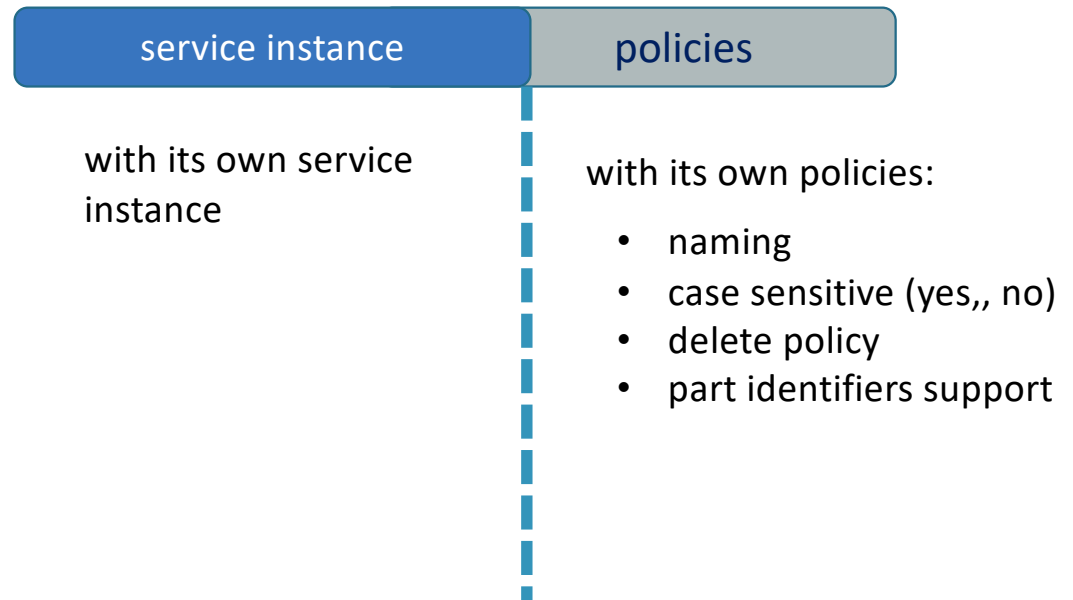 service instance
policies
with its own service
instance
with its own policies:
• naming
• case sensitive (yes,, no)
• delete policy
• part identifiers support